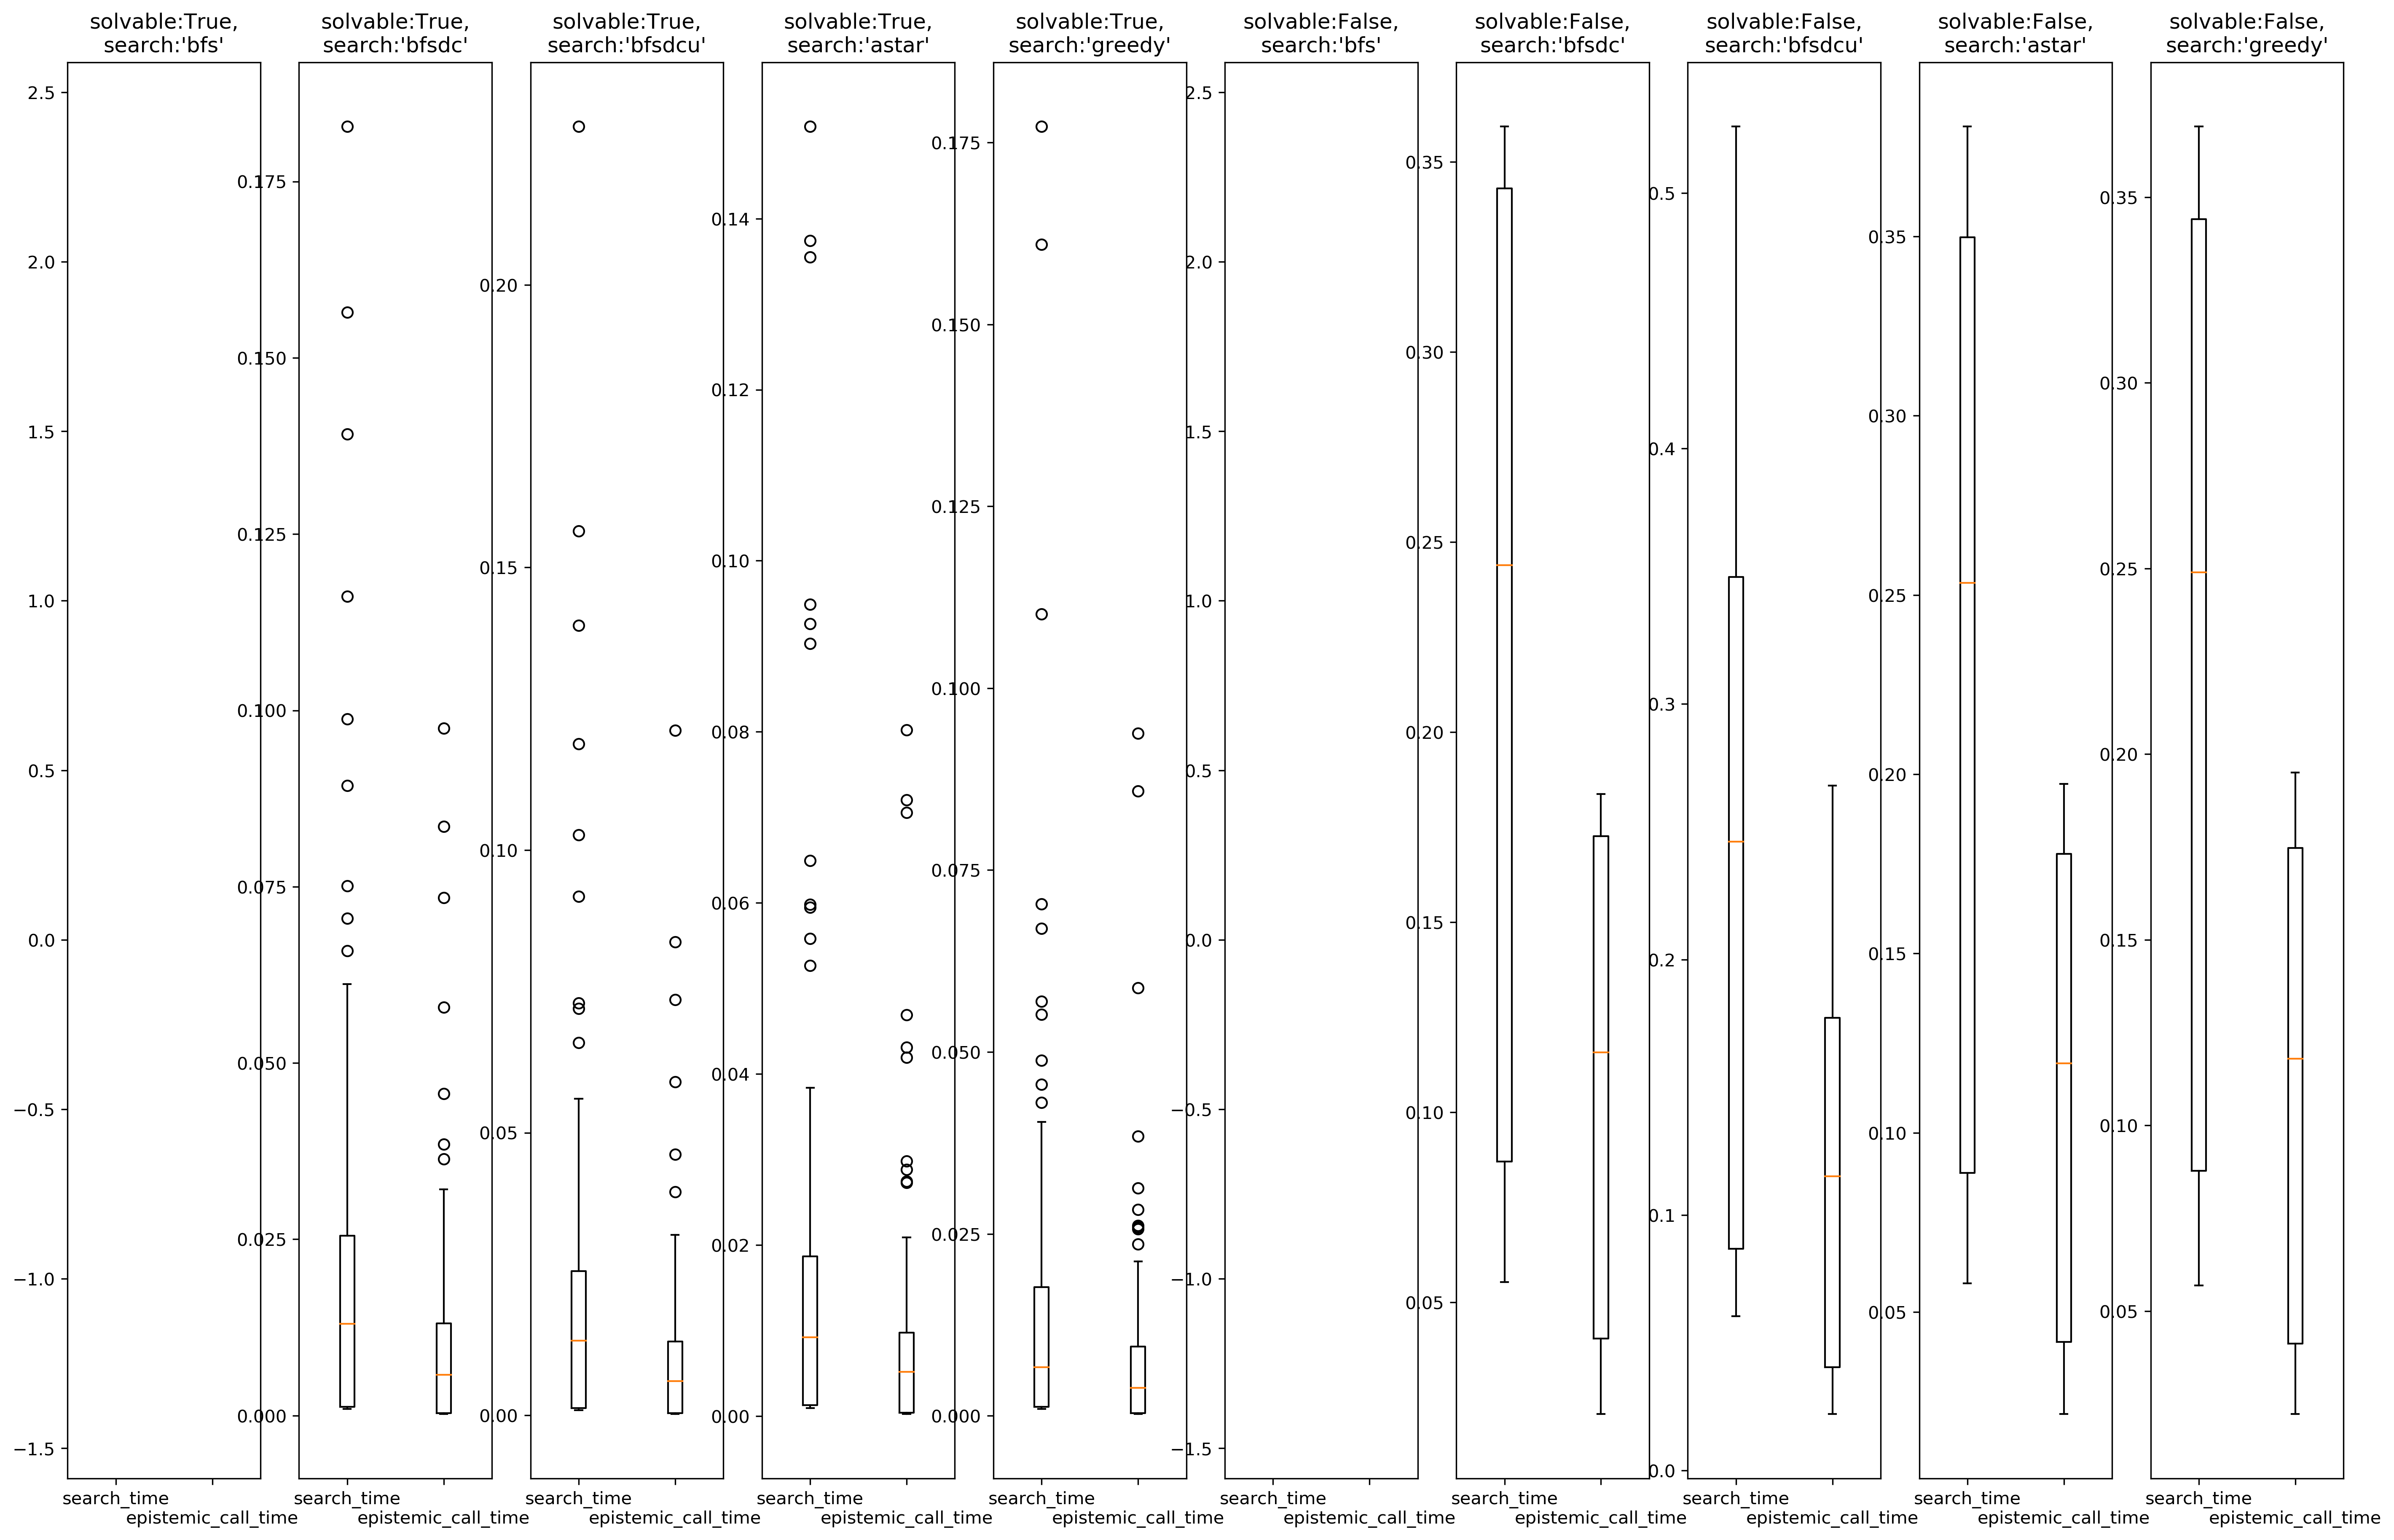 solvable:True,
search:'bfs'
solvable:True,
search:'bfsdc'
solvable:True,
search:'bfsdcu'
solvable:True,
search:'astar'
solvable:True,
search:'greedy'
solvable:False,
search:'bfs'
solvable:False,
search:'bfsdc'
solvable:False,
search:'bfsdcu'
solvable:False,
search:'astar'
solvable:False,
search:'greedy'
2.5
2.0
1.5
1.0
0.5
0.0
−0.5
−1.0
−1.5
search_time
epistemic_call_time
0.175
0.150
0.125
0.100
0.075
0.050
0.025
0.000
search_time
epistemic_call_time
0.20
0.15
0.10
0.05
0.00
search_time
epistemic_call_time
0.14
0.12
0.10
0.08
0.06
0.04
0.02
0.00
search_time
epistemic_call_time
0.175
0.150
0.125
0.100
0.075
0.050
0.025
0.000
search_time
epistemic_call_time
2.5
2.0
1.5
1.0
0.5
0.0
−0.5
−1.0
−1.5
search_time
epistemic_call_time
0.35
0.30
0.25
0.20
0.15
0.10
0.05
search_time
epistemic_call_time
0.5
0.4
0.3
0.2
0.1
0.0
search_time
epistemic_call_time
0.35
0.30
0.25
0.20
0.15
0.10
0.05
search_time
epistemic_call_time
0.35
0.30
0.25
0.20
0.15
0.10
0.05
search_time
epistemic_call_time